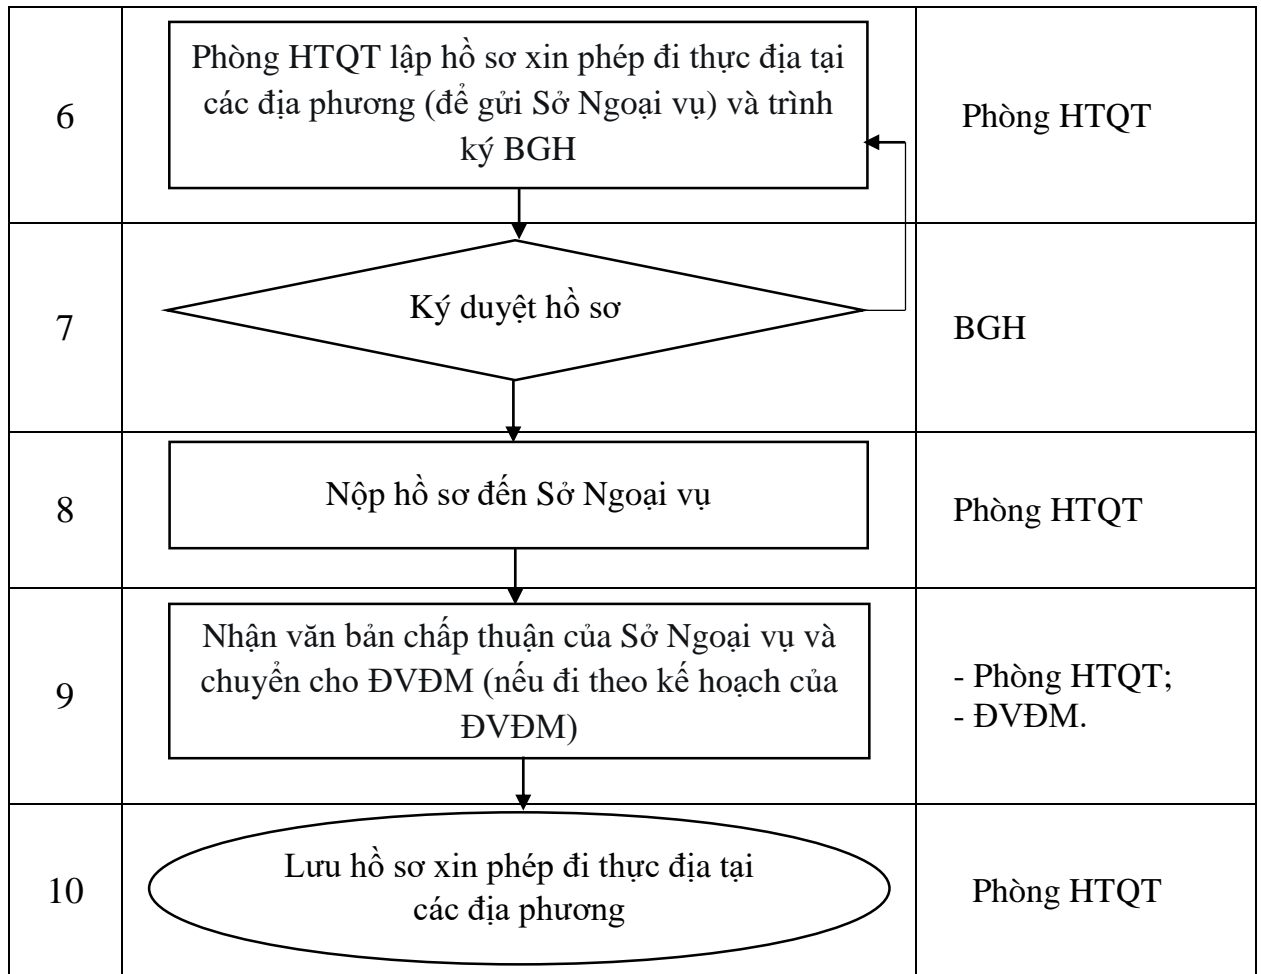 6
Phòng HTQT lập hồ sơ xin phép đi thực địa tại
các địa phương (để gửi Sở Ngoại vụ) và trình
ký BGH
Phòng HTQT
7
Ký duyệt hồ sơ
BGH
8
Nộp hồ sơ đến Sở Ngoại vụ
Phòng HTQT
9
Nhận văn bản chấp thuận của Sở Ngoại vụ và
chuyển cho ĐVĐM (nếu đi theo kế hoạch của
ĐVĐM)
- Phòng HTQT;
- ĐVĐM.
10
Lưu hồ sơ xin phép đi thực địa tại
các địa phương
Phòng HTQT